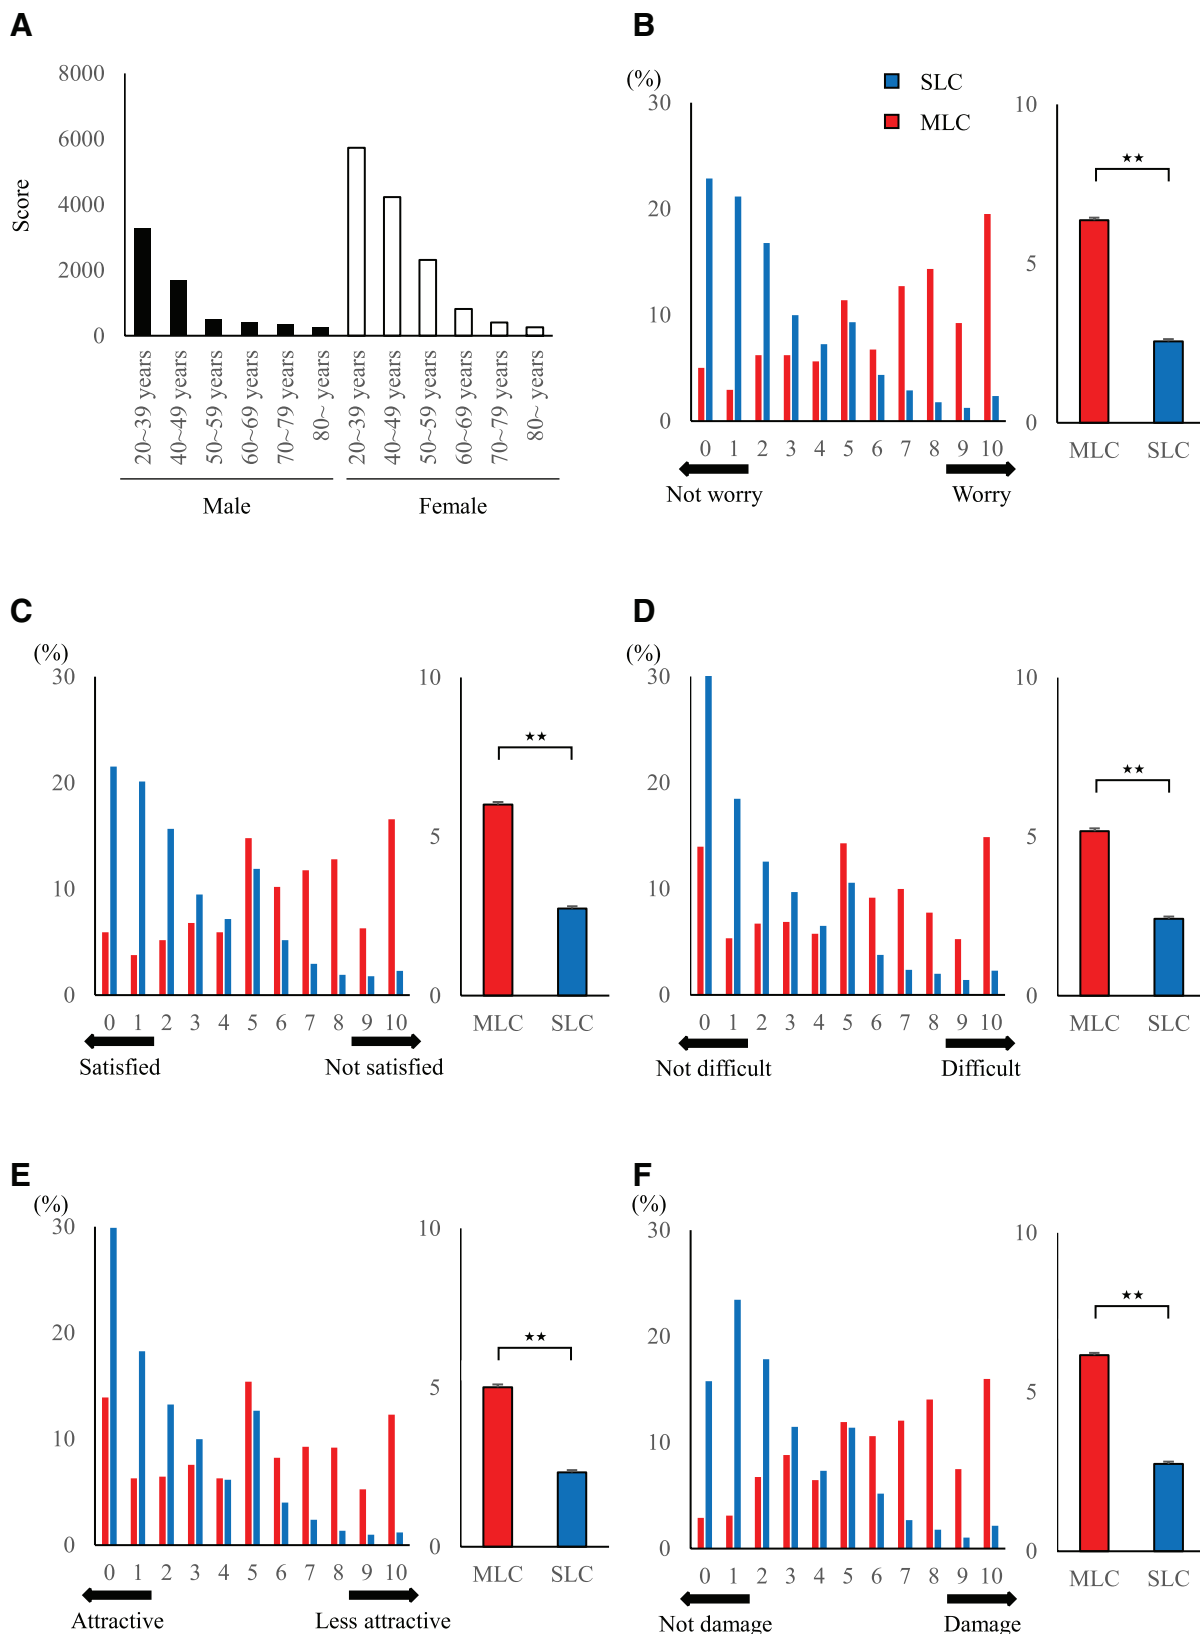 A
8000
6000
4000
2000
0
Score
20~39 years
40~49 years
50~59 years
60~69 years
70~79 years
80~ years
20~39 years
40~49 years
50~59 years
60~69 years
70~79 years
80~ years
Male
Female
B
(%)
30
20
10
0
SLC
MLC
0 1 2 3 4 5 6 7 8 9 10
Not worry
Worry
10
5
0
★★
MLC SLC
C
(%)
30
20
10
0
0 1 2 3 4 5 6 7 8 9 10
Satisfied
Not satisfied
10
5
0
★★
MLC SLC
D
(%)
30
20
10
0
0 1 2 3 4 5 6 7 8 9 10
Not difficult
Difficult
10
5
0
★★
MLC SLC
E
(%)
30
20
10
0
0 1 2 3 4 5 6 7 8 9 10
Attractive
Less attractive
10
5
0
★★
MLC SLC
F
(%)
30
20
10
0
0 1 2 3 4 5 6 7 8 9 10
Not damage
Damage
10
5
0
★★
MLC SLC